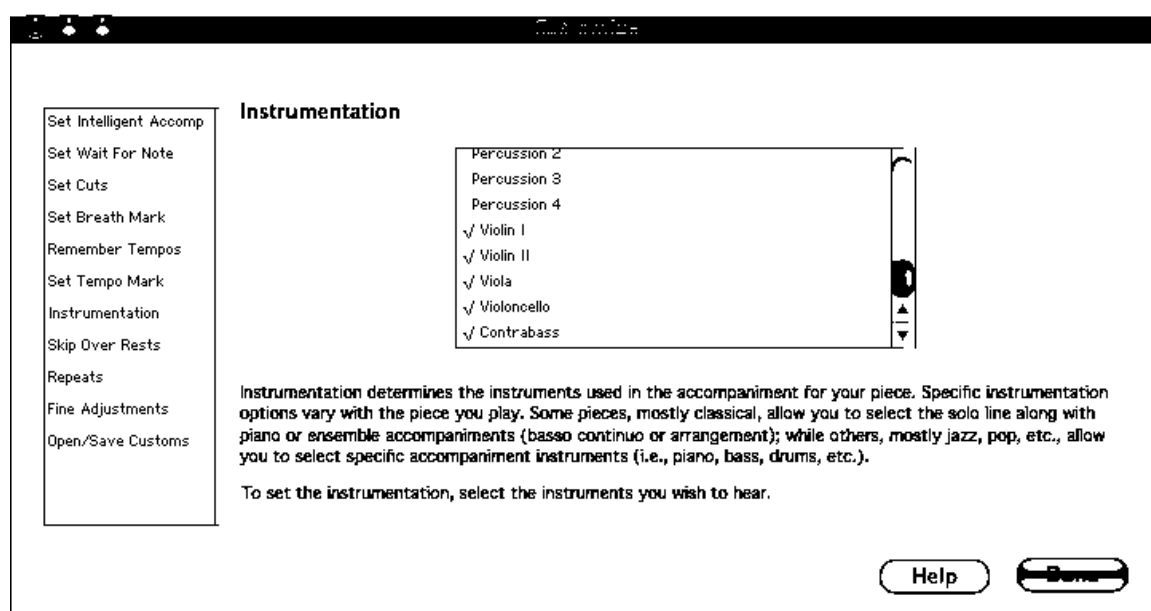 Instrumentation
Set Intelligent Accomp
Set Wait For Note
Set Cuts
Set Breath Mark
Remember Tempos
Set Tempo Mark
Instrumentation
Skip Over Rests
Repeats
Fine Adjustments
Open/Save Customs
Percussion 2
Percussion 3
Percussion 4
√ Violin I
√ Violin II
√ Viola
√ Violoncello
√ Contrabass
Instrumentation determines the instruments used in the accompaniment for your piece. Specific instrumentation
options vary with the piece you play. Some pieces, mostly classical, allow you to select the solo line along with
piano or ensemble accompaniments (basso continuo or arrangement); while others, mostly jazz, pop, etc., allow
you to select specific accompaniment instruments (i.e., piano, bass, drums, etc.).
To set the instrumentation, select the instruments you wish to hear.
Help
Done